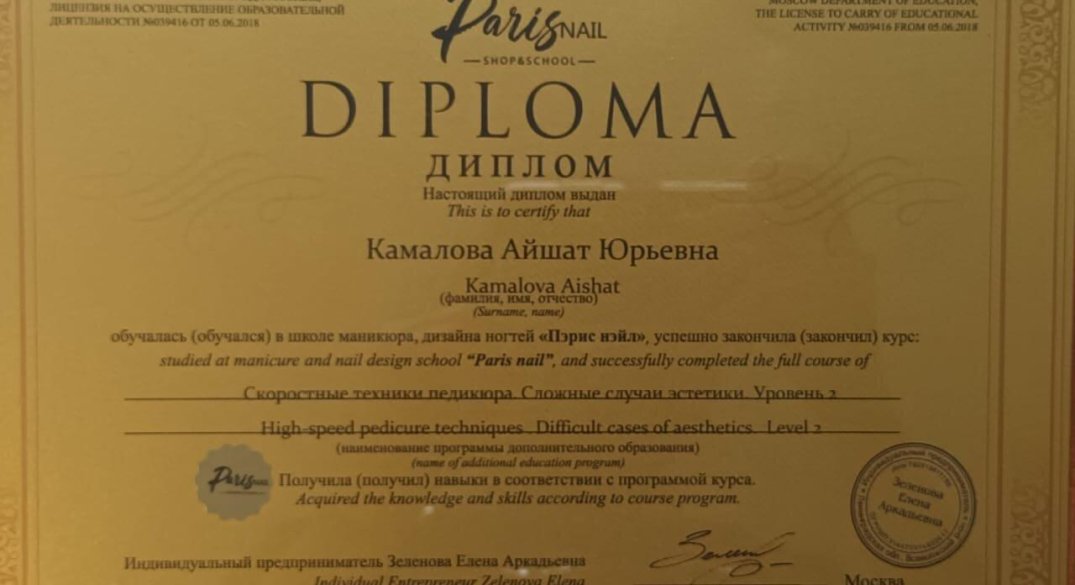 ЛИЦЕНЗИЯ НА ОСУЩЕСТВЛЕНИЕ ОБРАЗОВАТЕЛЬНОЙ
ДЕЯТЕЛЬНОСТИ №039416 ОТ 05.06.2018
MOSCOW DEPARTMENT OF EDUCATION,
THE LICENSE TO CARRY OF EDUCATIONAL
ACTIVITY №039416 FROM 05.06.2018
Paris NAIL
SHOP&SCHOOL
DIPLOMA
ДИПЛОМ
Настоящий диплом выдан
This is to certify that
Камалова Айшат Юрьевна
Kamalova Aishat
(фамилия, имя, отчество)
(Surname, name)
обучалась (обучался) в школе маникюра, дизайна ногтей «Пэрис нэйл», успешно закончила (закончил) курс:
studied at manicure and nail design school "Paris nail", and successfully completed the full course of
Скоростные техники педикюра. Сложные случаи эстетики. Уровень 2
High-speed pedicure techniques . Difficult cases of aesthetics. Level 2
(наименование программы дополнительного образования)
(name of additional education program)
Paris NAIL
Получила (получил) навыки в соответствии с программой курса.
Acquired the knowledge and skills according to course program.
Индивидуальный предприниматель
Зеленова
Елена
Аркадьевна
Индивидуальный предприниматель Зеленова Елена Аркадьевна
Individual Entrepreneur Zelenova Elena
Москва